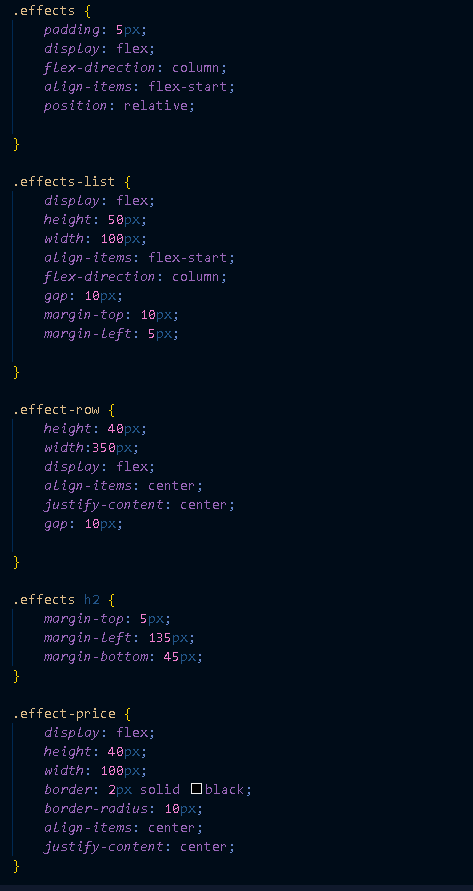 .effects {
    padding: 5px;
    display: flex;
    flex-direction: column;
    align-items: flex-start;
    position: relative;

}

.effects-list {
    display: flex;
    height: 50px;
    width: 100px;
    align-items: flex-start;
    flex-direction: column;
    gap: 10px;
    margin-top: 10px;
    margin-left: 5px;

}

.effect-row {
    height: 40px;
    width:350px;
    display: flex;
    align-items: center;
    justify-content: center;
    gap: 10px;

}

.effects h2 {
    margin-top: 5px;
    margin-left: 135px;
    margin-bottom: 45px;
}

.effect-price {
    display: flex;
    height: 40px;
    width: 100px;
    border: 2px solid black;
    border-radius: 10px;
    align-items: center;
    justify-content: center;
}